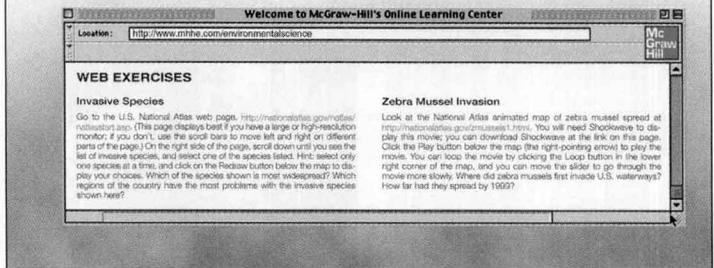 Welcome to McGraw-Hill's Online Learning Center
Location: http://www.mhhe.com/environmentalscience
Mc
Graw
Hill
WEB EXERCISES
Invasive Species
Go to the U.S. National Atlas web page, http://nationalatlas.gov/natlas/
natlasstart.asp. (This page displays best if you have a large or high-resolution
monitor; if you don't, use the scroll bars to move left and right on different
parts of the page.) On the right side of the page, scroll down until you see the
list of invasive species, and select one of the species listed. Hint: select only
one species at a time, and click on the Redraw button below the map to dis-
play your choices. Which of the species shown is most widespread? Which
regions of the country have the most problems with the invasive species
shown here?
Zebra Mussel Invasion
Look at the National Atlas animated map of zebra mussel spread at
http://nationalatlas.gov/zmussels1.html. You will need Shockwave to dis-
play this movie; you can download Shockwave at the link on this page.
Click the Play button below the map (the right-pointing arrow) to play the
movie. You can loop the movie by clicking the Loop button in the lower
right corner of the map, and you can move the slider to go through the
movie more slowly. Where did zebra mussels first invade U.S. waterways?
How far had they spread by 1999?